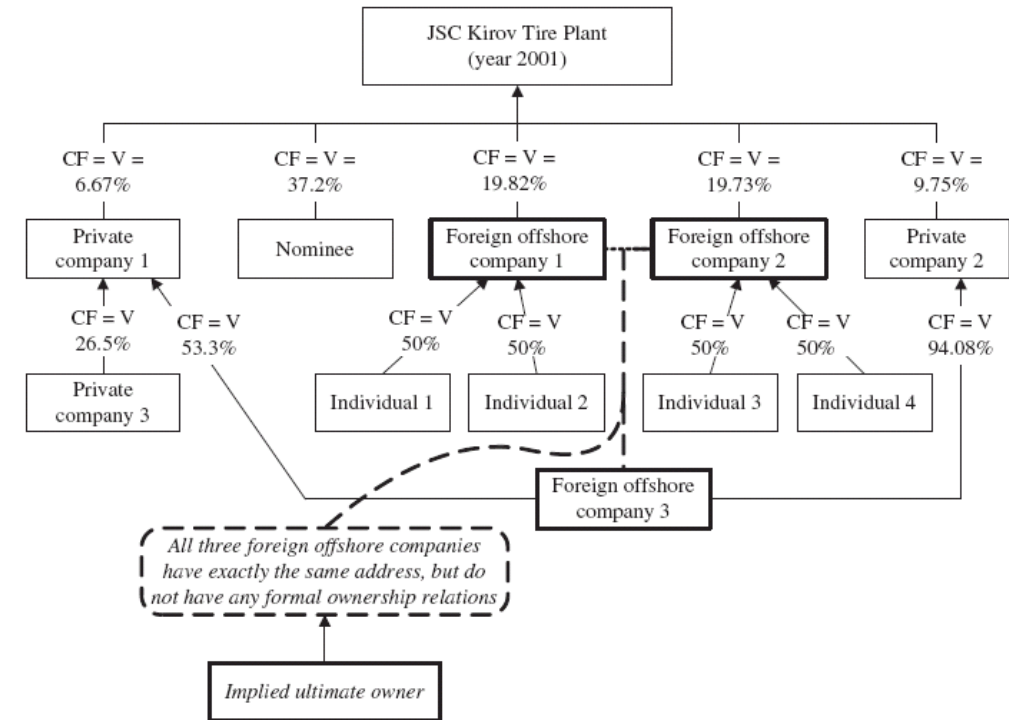 JSC Kirov Tire Plant
(year 2001)
CF = V =
6.67%
CF = V =
37.2%
CF = V =
19.82%
CF = V =
19.73%
CF = V =
9.75%
Private
company 1
Nominee
Foreign offshore
company 1
Foreign offshore
company 2
Private
company 2
CF = V
26.5%
CF = V
53.3%
CF = V
50%
CF = V
50%
CF = V
50%
CF = V
50%
CF = V
94.08%
Private
company 3
Individual 1
Individual 2
Individual 3
Individual 4
Foreign offshore
company 3
All three foreign offshore companies
have exactly the same address, but do
not have any formal ownership relations
Implied ultimate owner